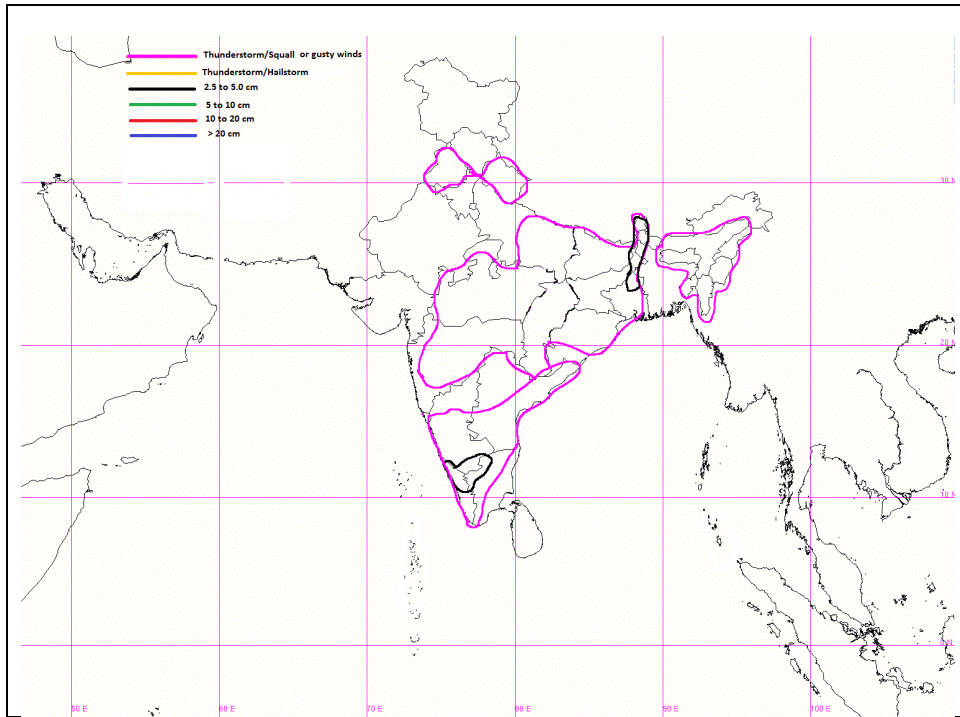 Thunderstorm/Squall or gusty winds
Thunderstorm/Hailstorm
2.5 to 5.0 cm
5 to 10 cm
10 to 20 cm
> 20 cm
30 N
20 N
10 N
0 N
50 E
60 E
70 E
80 E
90 E
100 E